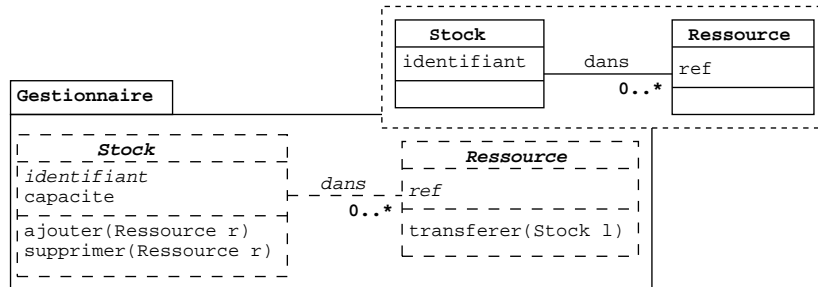 Stock
Ressource
identifiant
dans
ref
0..*
Gestionnaire
Stock
Ressource
identifiant
capacite
dans
ref
0..*
ajouter(Ressource r)
supprimer(Ressource r)
transferer(Stock l)